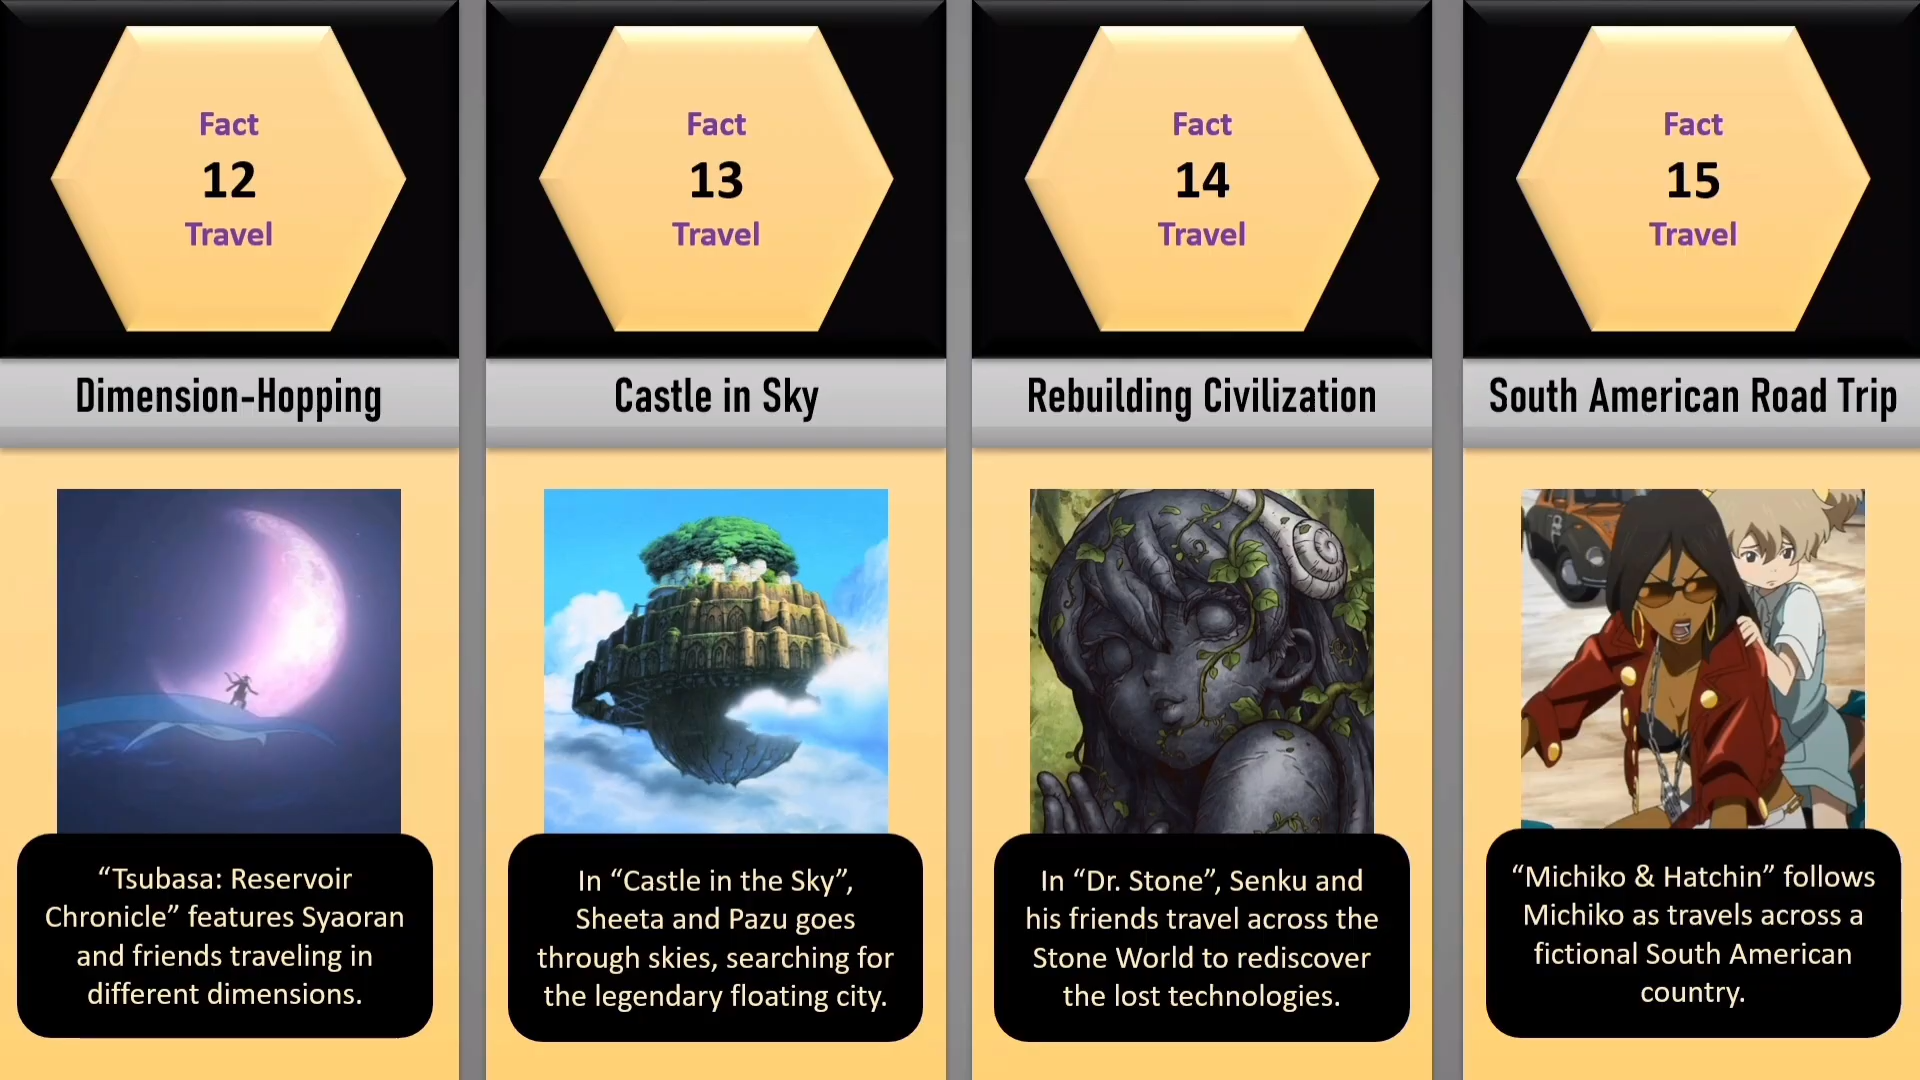 Fact
12
Travel
Dimension-Hopping
“Tsubasa: Reservoir
Chronicle” features Syaoran
and friends traveling in
different dimensions.
Fact
13
Travel
Castle in Sky
In “Castle in the Sky”,
Sheeta and Pazu goes
through skies, searching for
the legendary floating city.
Fact
14
Travel
Rebuilding Civilization
In “Dr. Stone”, Senku and
his friends travel across the
Stone World to rediscover
the lost technologies.
Fact
15
Travel
South American Road Trip
“Michiko & Hatchin” follows
Michiko as travels across a
fictional South American
country.